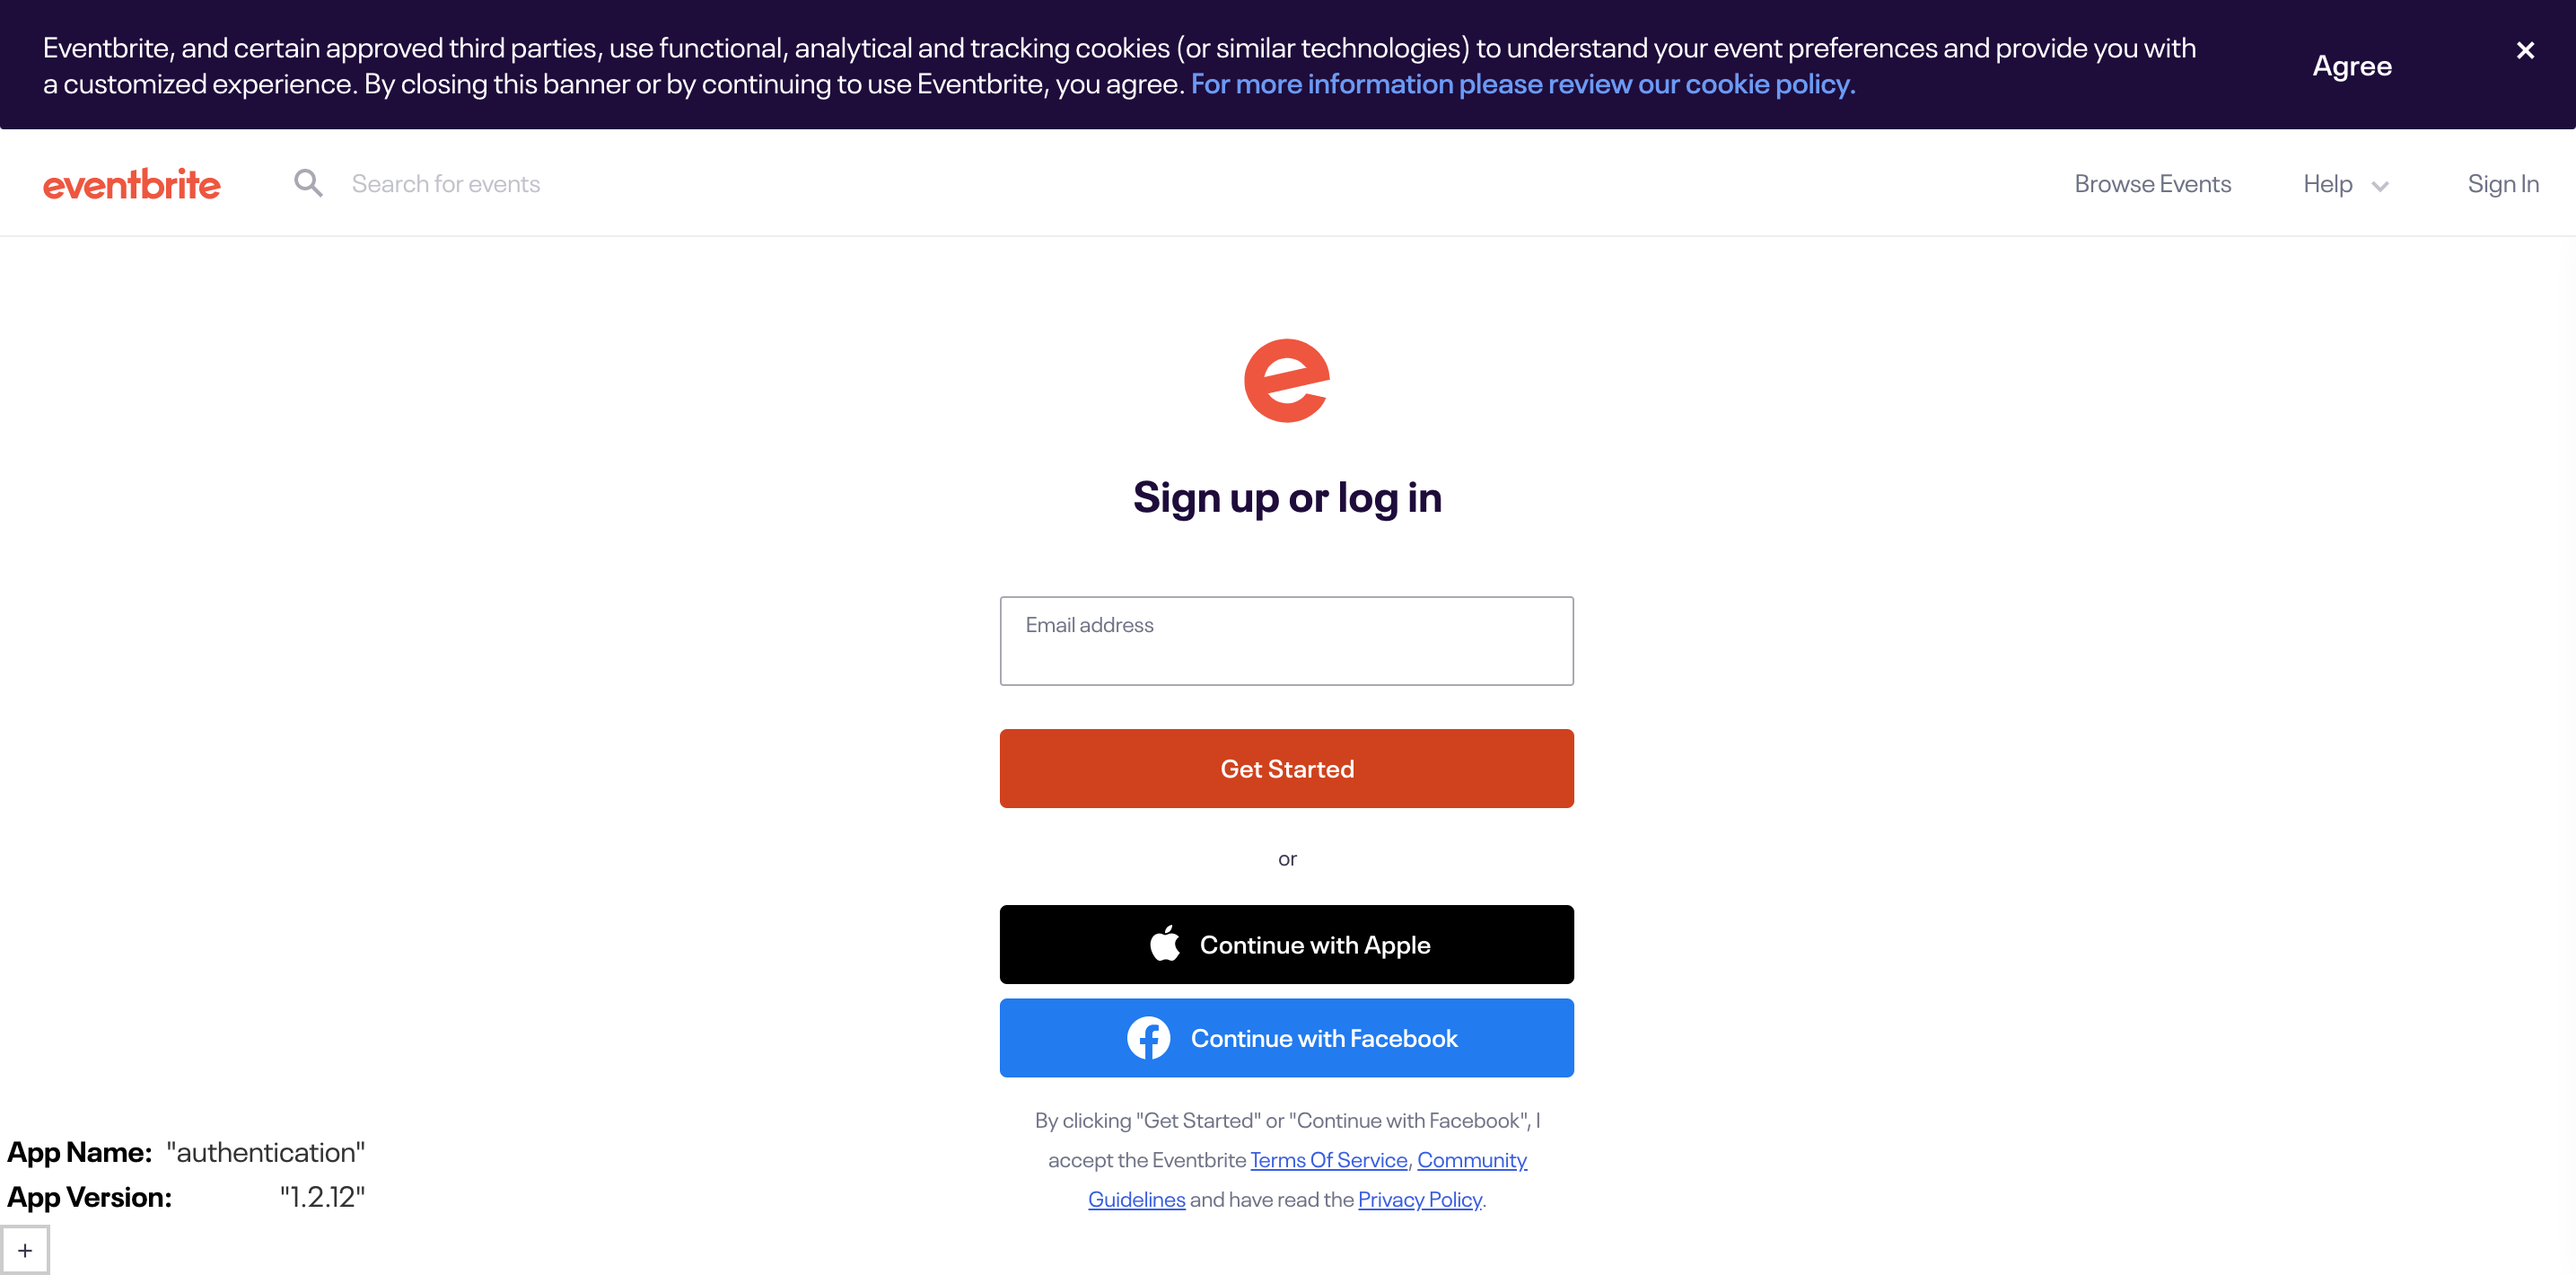 Eventbrite, and certain approved third parties, use functional, analytical and tracking cookies (or similar technologies) to understand your event preferences and provide you with
a customized experience. By closing this banner or by continuing to use Eventbrite, you agree. For more information please review our cookie policy.
Agree
eventbrite
Search for events
Browse Events
Help
Sign In
Sign up or log in
Email address
Get Started
or
Continue with Apple
Continue with Facebook
By clicking "Get Started" or "Continue with Facebook", I
accept the Eventbrite Terms Of Service, Community
Guidelines and have read the Privacy Policy.
App Name: "authentication"
App Version: "1.2.12"
+